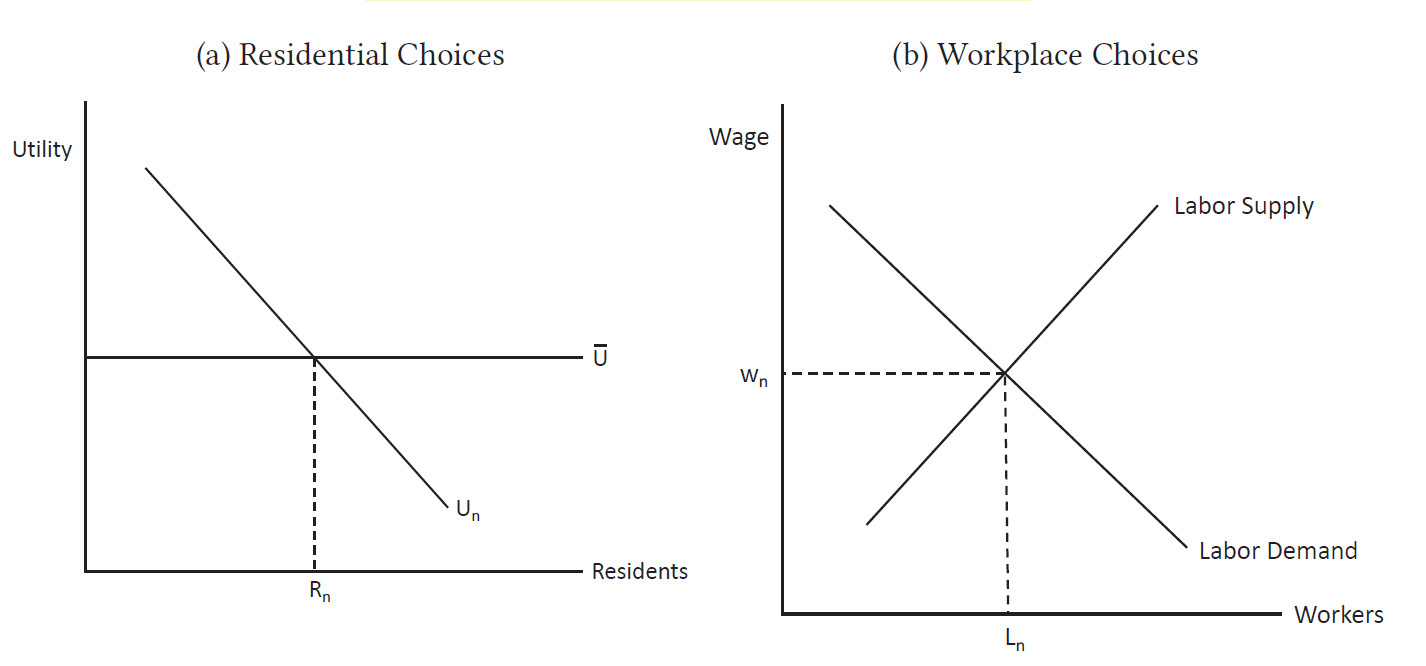 (a) Residential Choices
Utility
Ū
Uₙ
Residents
Rₙ
(b) Workplace Choices
Wage
Labor Supply
wₙ
Labor Demand
Workers
Lₙ